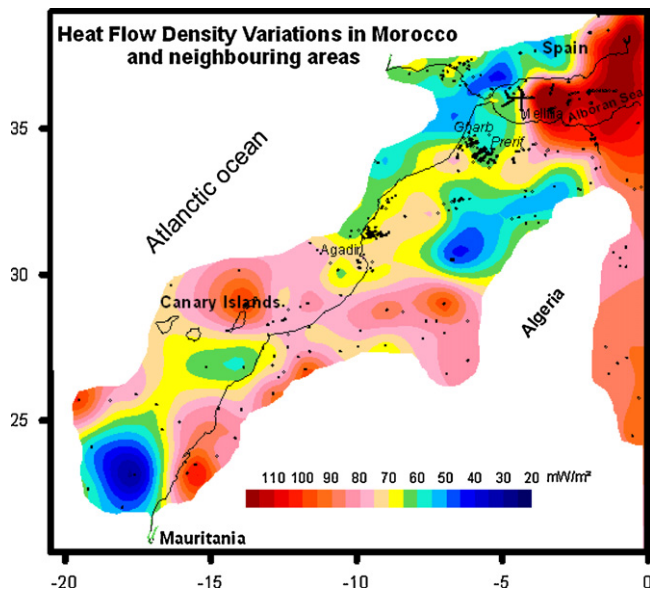 Heat Flow Density Variations in Morocco
and neighbouring areas
Spain
Melilla
Alboran Sea
35
Gharb
Prerif
Atlanctic ocean
Agadir
30
Canary Islands
Algeria
25
110 100 90 80 70 60 50 40 30 20 mW/m²
Mauritania
-20 -15 -10 -5 0